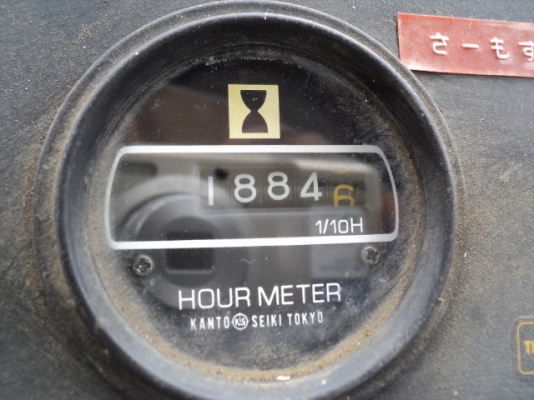 さーもす
18846
1/10H
HOUR METER
KANTO KS SEIKI TOKYO